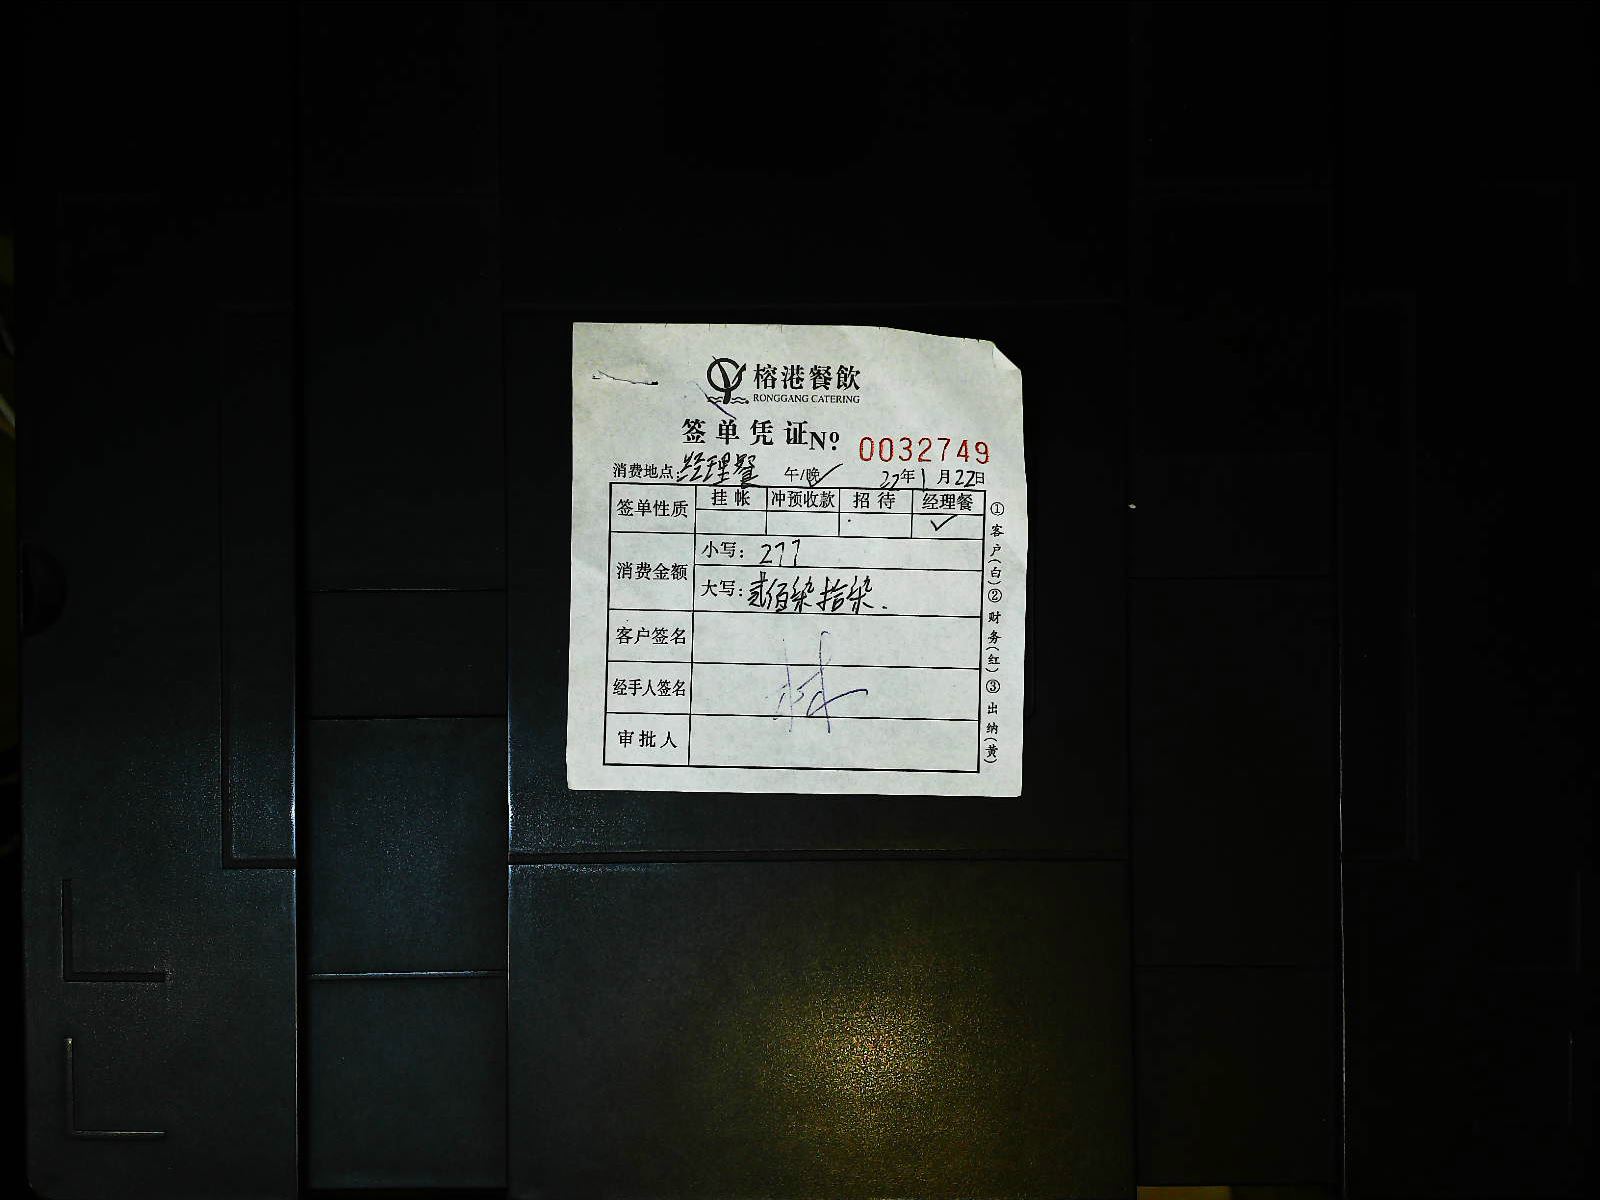 榕港餐飲
RONGGANG CATERING
签单凭证 Nº 0032749
消费地点:经理餐 午/晚✓ 22年1月22日
签单性质 挂帐 冲预收款 招待 经理餐
✓
消费金额 小写: 277
大写: 贰佰柒拾柒.
客户签名
经手人签名
审批人
①客户(白)②财务(红)③出纳(黄)